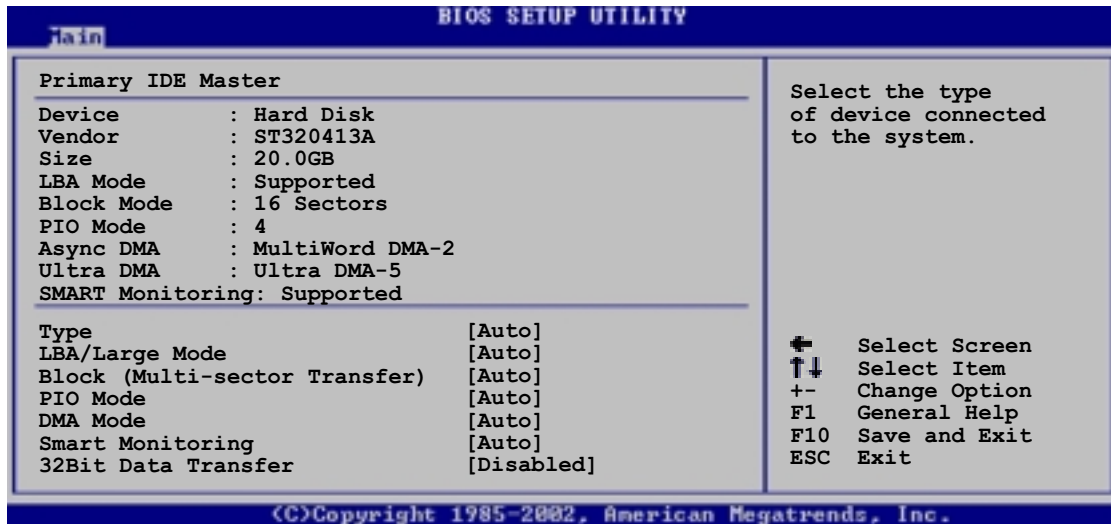 BIOS SETUP UTILITY
Main
Primary IDE Master
Device : Hard Disk
Vendor : ST320413A
Size : 20.0GB
LBA Mode : Supported
Block Mode : 16 Sectors
PIO Mode : 4
Async DMA : MultiWord DMA-2
Ultra DMA : Ultra DMA-5
SMART Monitoring: Supported
Type [Auto]
LBA/Large Mode [Auto]
Block (Multi-sector Transfer) [Auto]
PIO Mode [Auto]
DMA Mode [Auto]
Smart Monitoring [Auto]
32Bit Data Transfer [Disabled]
Select the type
of device connected
to the system.
← Select Screen
↑↓ Select Item
+- Change Option
F1 General Help
F10 Save and Exit
ESC Exit
(C)Copyright 1985-2002, American Megatrends, Inc.